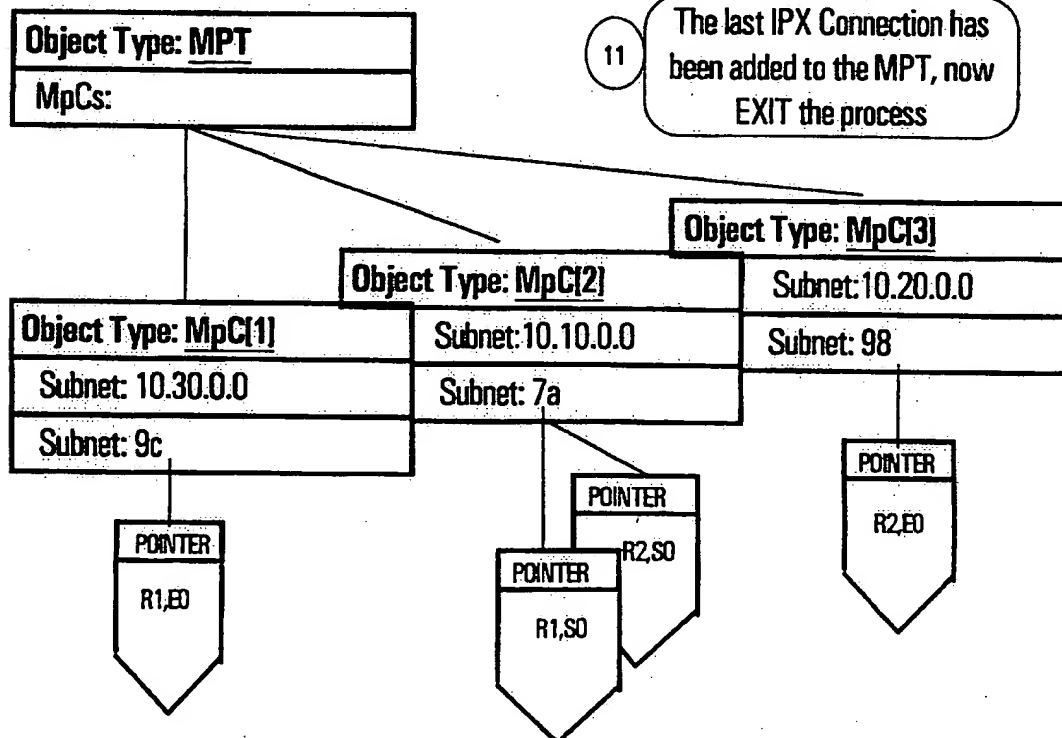 Object Type: MPT
MpCs:
11
The last IPX Connection has
been added to the MPT, now
EXIT the process
Object Type: MpC[3]
Subnet:10.20.0.0
Subnet: 98
Object Type: MpC[2]
Subnet:10.10.0.0
Subnet: 7a
Object Type: MpC[1]
Subnet: 10.30.0.0
Subnet: 9c
POINTER
R1,E0
POINTER
R1,S0
POINTER
R2,S0
POINTER
R2,E0